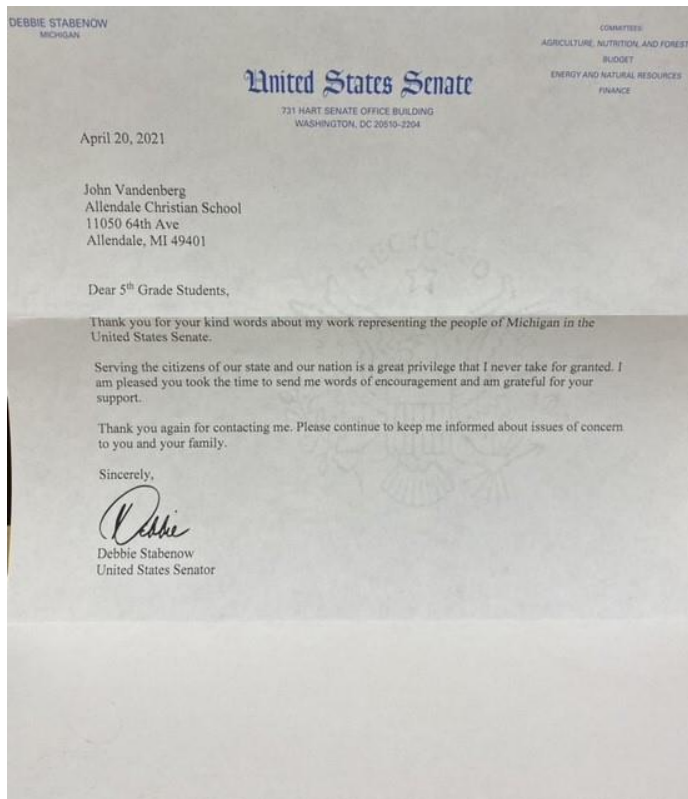 DEBBIE STABENOW
MICHIGAN
COMMITTEES:
AGRICULTURE, NUTRITION, AND FOREST
BUDGET
ENERGY AND NATURAL RESOURCES
FINANCE
United States Senate
731 HART SENATE OFFICE BUILDING
WASHINGTON, DC 20510–2204
April 20, 2021
John Vandenberg
Allendale Christian School
11050 64th Ave
Allendale, MI 49401
Dear 5th Grade Students,
Thank you for your kind words about my work representing the people of Michigan in the
United States Senate.
Serving the citizens of our state and our nation is a great privilege that I never take for granted. I
am pleased you took the time to send me words of encouragement and am grateful for your
support.
Thank you again for contacting me. Please continue to keep me informed about issues of concern
to you and your family.
Sincerely,
Debbie
Debbie Stabenow
United States Senator